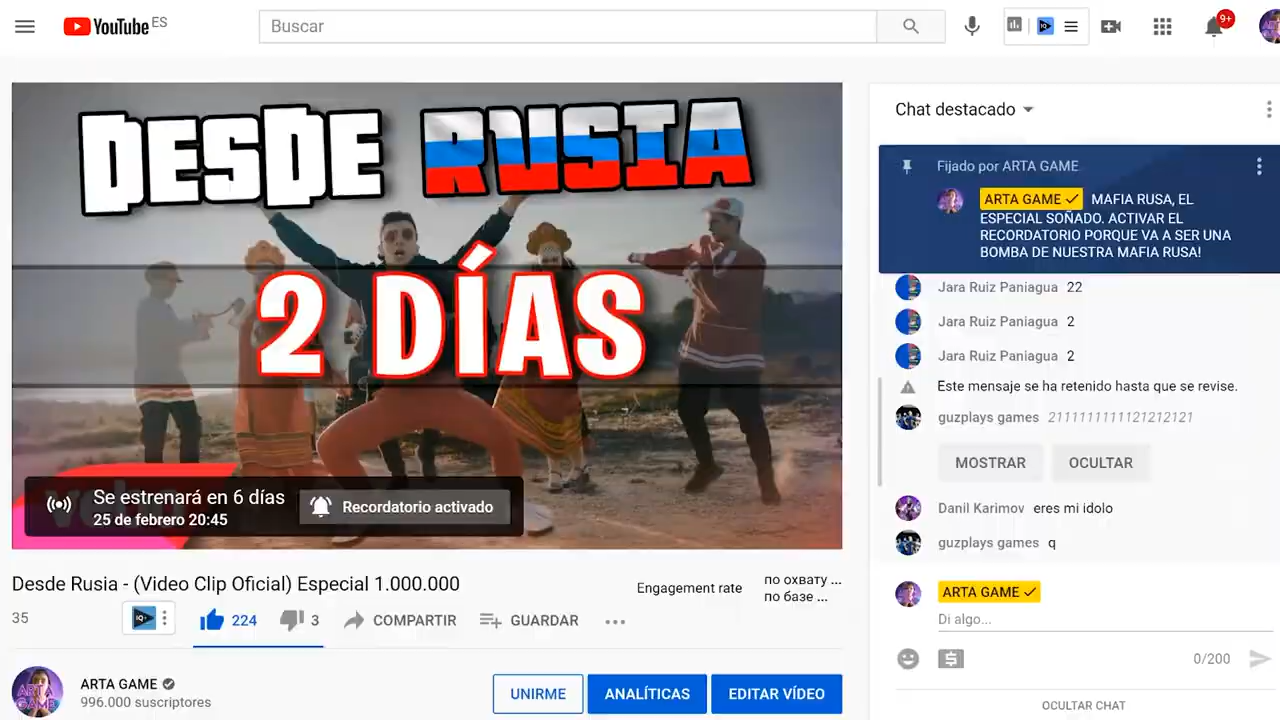 YouTube ES
Buscar
9+
DESDE RUSIA
2 DÍAS
Se estrenará en 6 días
25 de febrero 20:45
Recordatorio activado
Desde Rusia - (Video Clip Oficial) Especial 1.000.000
Engagement rate
по охвату ...
по базе ...
35
IQ
224
3
COMPARTIR
GUARDAR
ARTA GAME
996.000 suscriptores
UNIRME
ANALÍTICAS
EDITAR VÍDEO
Chat destacado
Fijado por ARTA GAME
ARTA GAME MAFIA RUSA, EL
ESPECIAL SOÑADO. ACTIVAR EL
RECORDATORIO PORQUE VA A SER UNA
BOMBA DE NUESTRA MAFIA RUSA!
Jara Ruiz Paniagua 22
Jara Ruiz Paniagua 2
Jara Ruiz Paniagua 2
Este mensaje se ha retenido hasta que se revise.
guzplays games 2111111111121212121
MOSTRAR
OCULTAR
Danil Karimov eres mi idolo
guzplays games q
ARTA GAME
Di algo...
0/200
OCULTAR CHAT